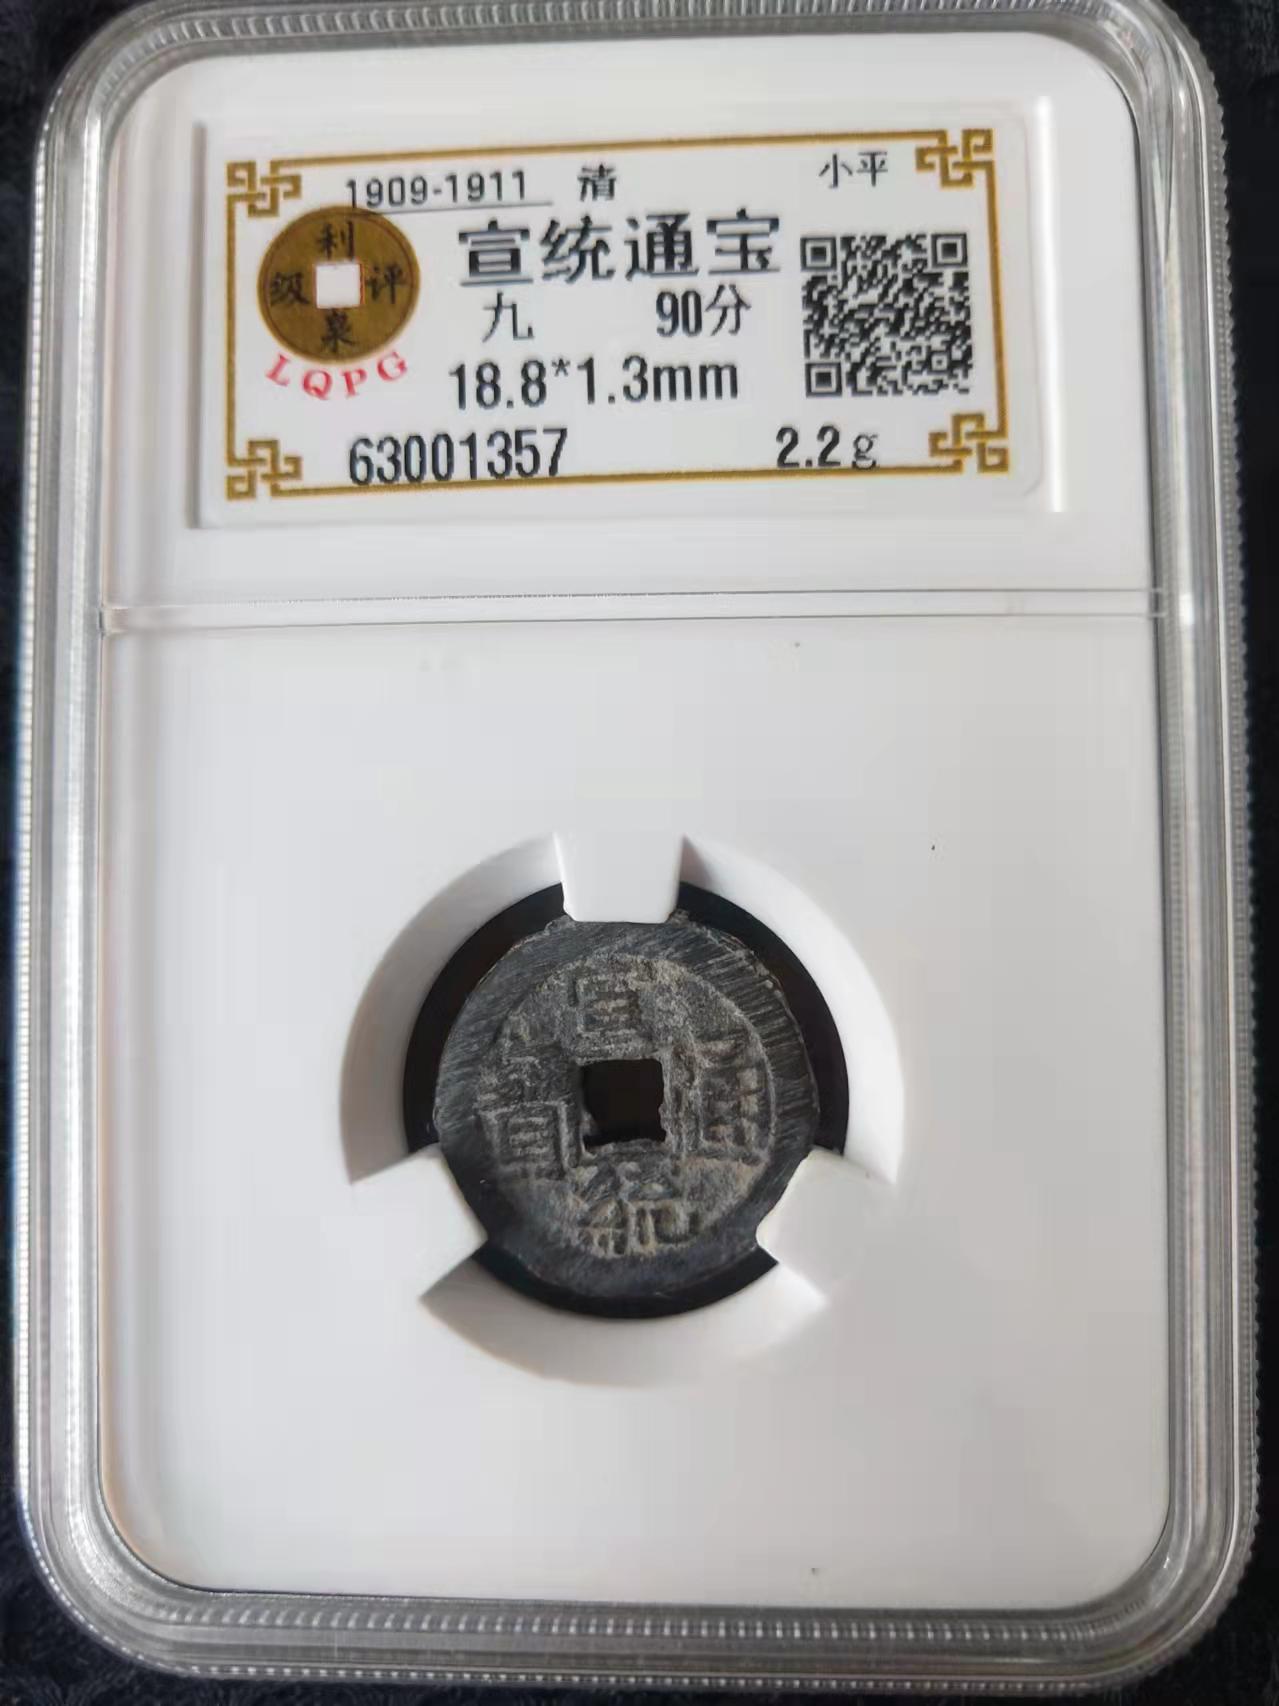 1909-1911 清 小平
利
级 评
泉
LQPG
宣统通宝
九 90分
18.8*1.3mm
63001357 2.2g
宣
寶 通
統